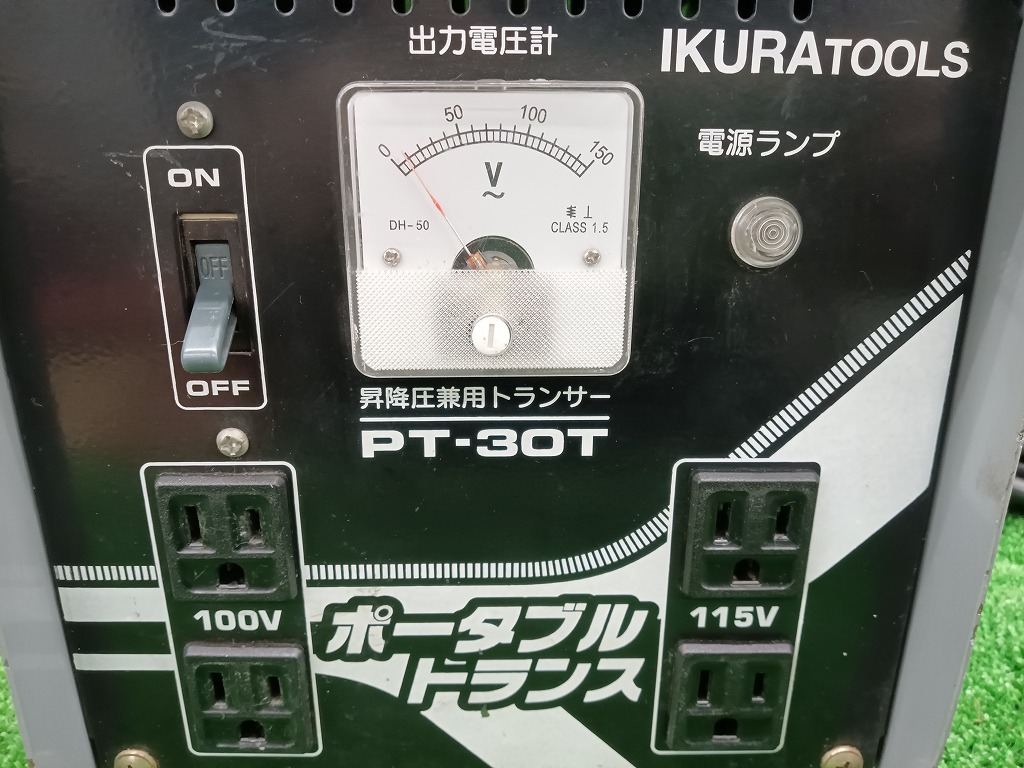 出力電圧計
IKURATOOLS
0 50 100 150
V
DH-50
CLASS 1.5
電源ランプ
ON
OFF
OFF
昇降圧兼用トランサー
PT-30T
100V
115V
ポータブル
トランス